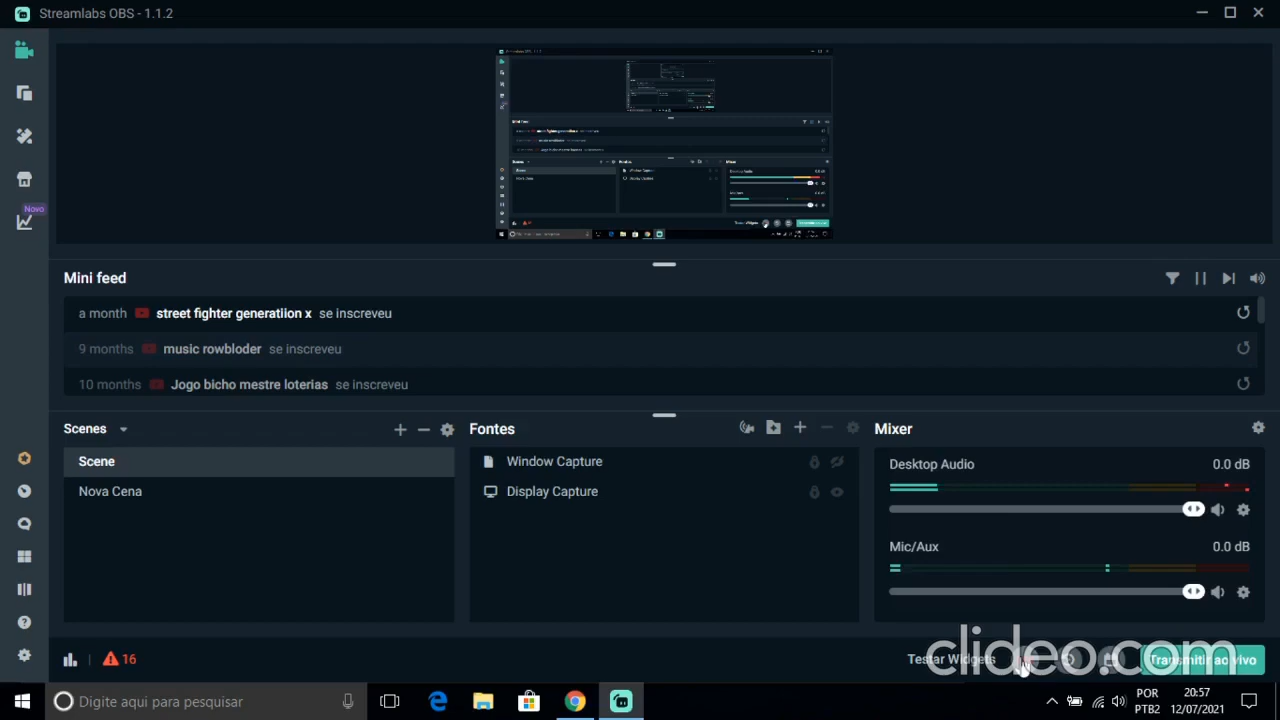 Streamlabs OBS - 1.1.2
Novo
Mini feed
a month street fighter generatiion x se inscreveu
9 months music rowbloder se inscreveu
10 months Jogo bicho mestre loterias se inscreveu
Scenes
Scene
Nova Cena
Fontes
Window Capture
Display Capture
Mixer
Desktop Audio 0.0 dB
Mic/Aux 0.0 dB
16
Testar Widgets
Transmitir ao vivo
clideo.com
Digite aqui para pesquisar
POR
PTB2
20:57
12/07/2021